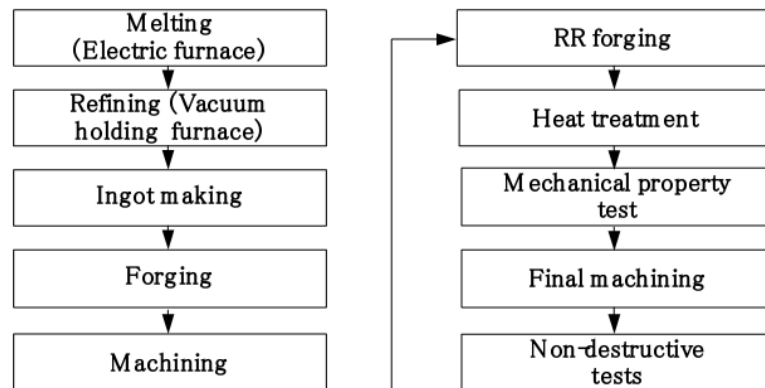 Melting
(Electric furnace)
Refining (Vacuum
holding furnace)
Ingot making
Forging
Machining
RR forging
Heat treatment
Mechanical property
test
Final machining
Non-destructive
tests